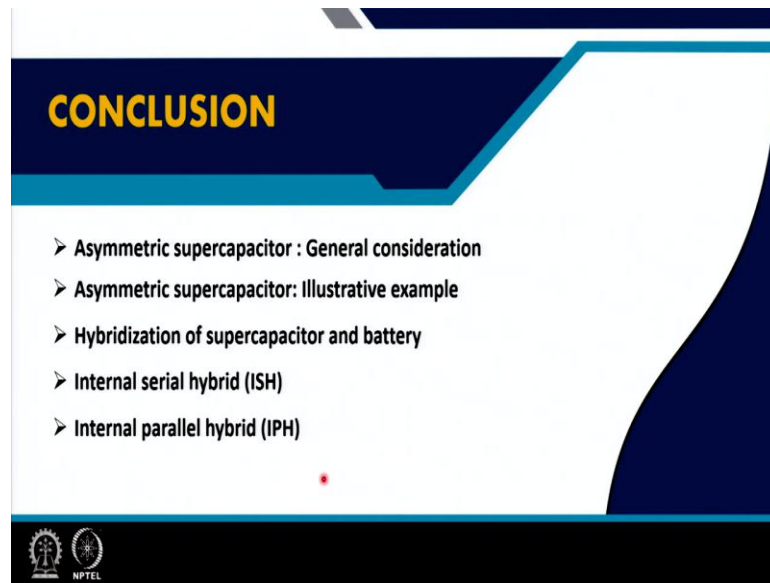 CONCLUSION
➢ Asymmetric supercapacitor : General consideration
➢ Asymmetric supercapacitor: Illustrative example
➢ Hybridization of supercapacitor and battery
➢ Internal serial hybrid (ISH)
➢ Internal parallel hybrid (IPH)
NPTEL